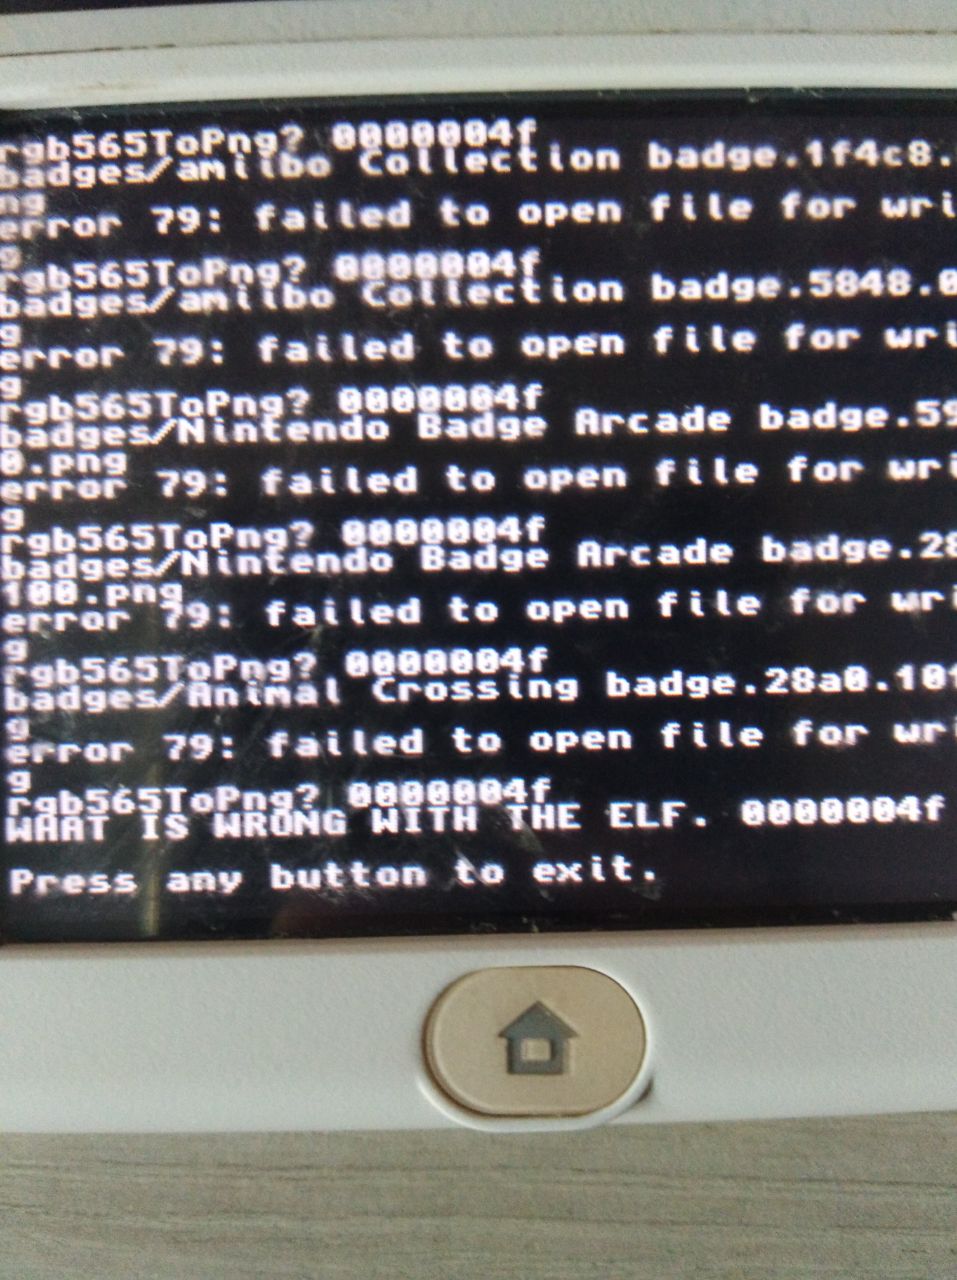 rgb565ToPng? 0000004f
badges/amiibo Collection badge.1f4c8.
ng
error 79: failed to open file for wri
g
rgb565ToPng? 0000004f
badges/amiibo Collection badge.5848.0
g
error 79: failed to open file for wri
g
rgb565ToPng? 0000004f
badges/Nintendo Badge Arcade badge.59
0.png
error 79: failed to open file for wri
g
rgb565ToPng? 0000004f
badges/Nintendo Badge Arcade badge.28
100.png
error 79: failed to open file for wri
g
rgb565ToPng? 0000004f
badges/Animal Crossing badge.28a0.10f
g
error 79: failed to open file for wri
g
rgb565ToPng? 0000004f
WHAT IS WRONG WITH THE ELF. 0000004f
Press any button to exit.